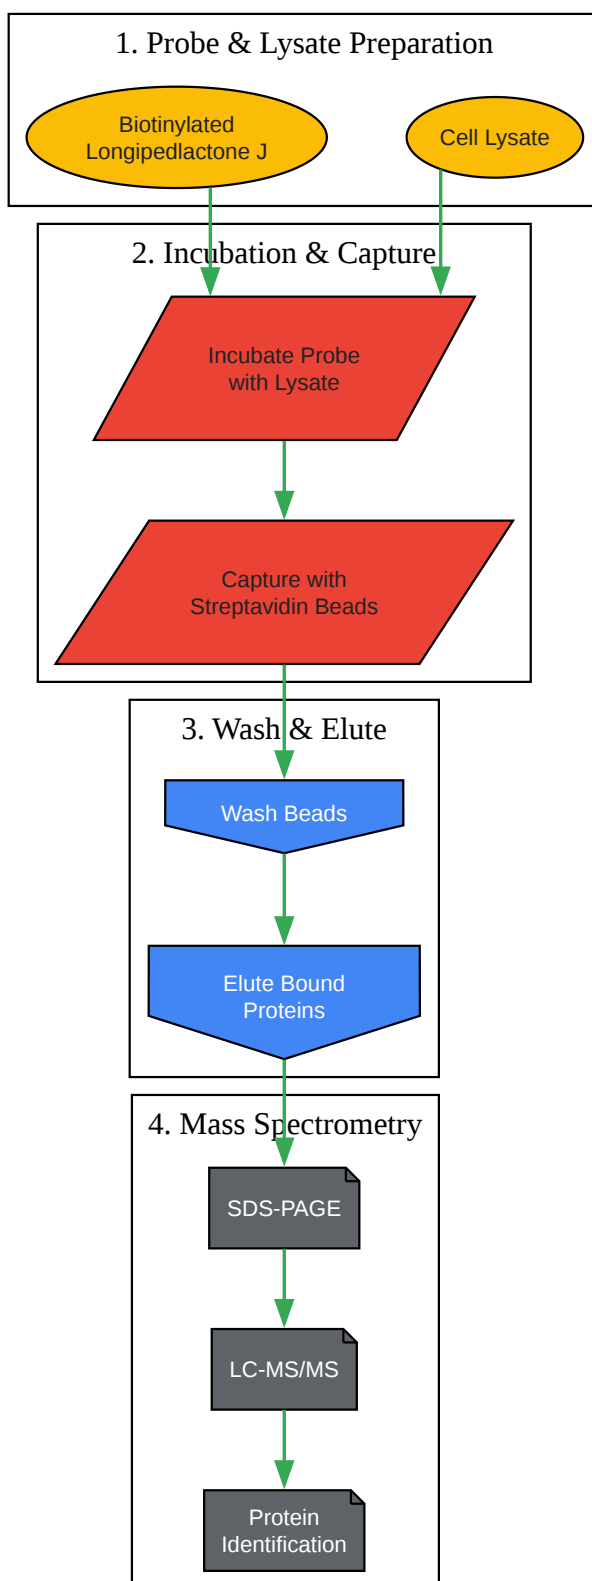 1. Probe & Lysate Preparation
Biotinylated
Longipedlactone J
Cell Lysate
2. Incubation & Capture
Incubate Probe
with Lysate
Capture with
Streptavidin Beads
3. Wash & Elute
Wash Beads
Elute Bound
Proteins
4. Mass Spectrometry
SDS-PAGE
LC-MS/MS
Protein
Identification